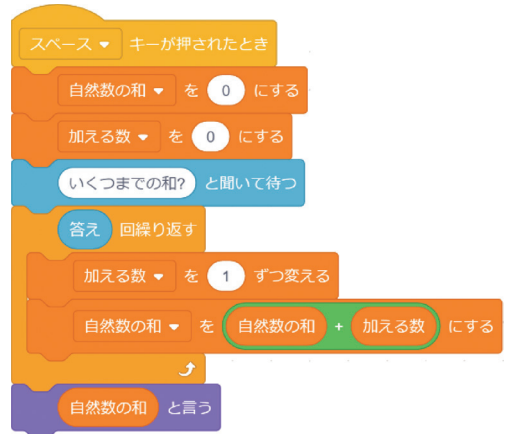 スペース キーが押されたとき
自然数の和 を 0 にする
加える数 を 0 にする
いくつまでの和? と聞いて待つ
答え 回繰り返す
加える数 を 1 ずつ変える
自然数の和 を 自然数の和 + 加える数 にする
自然数の和 と言う